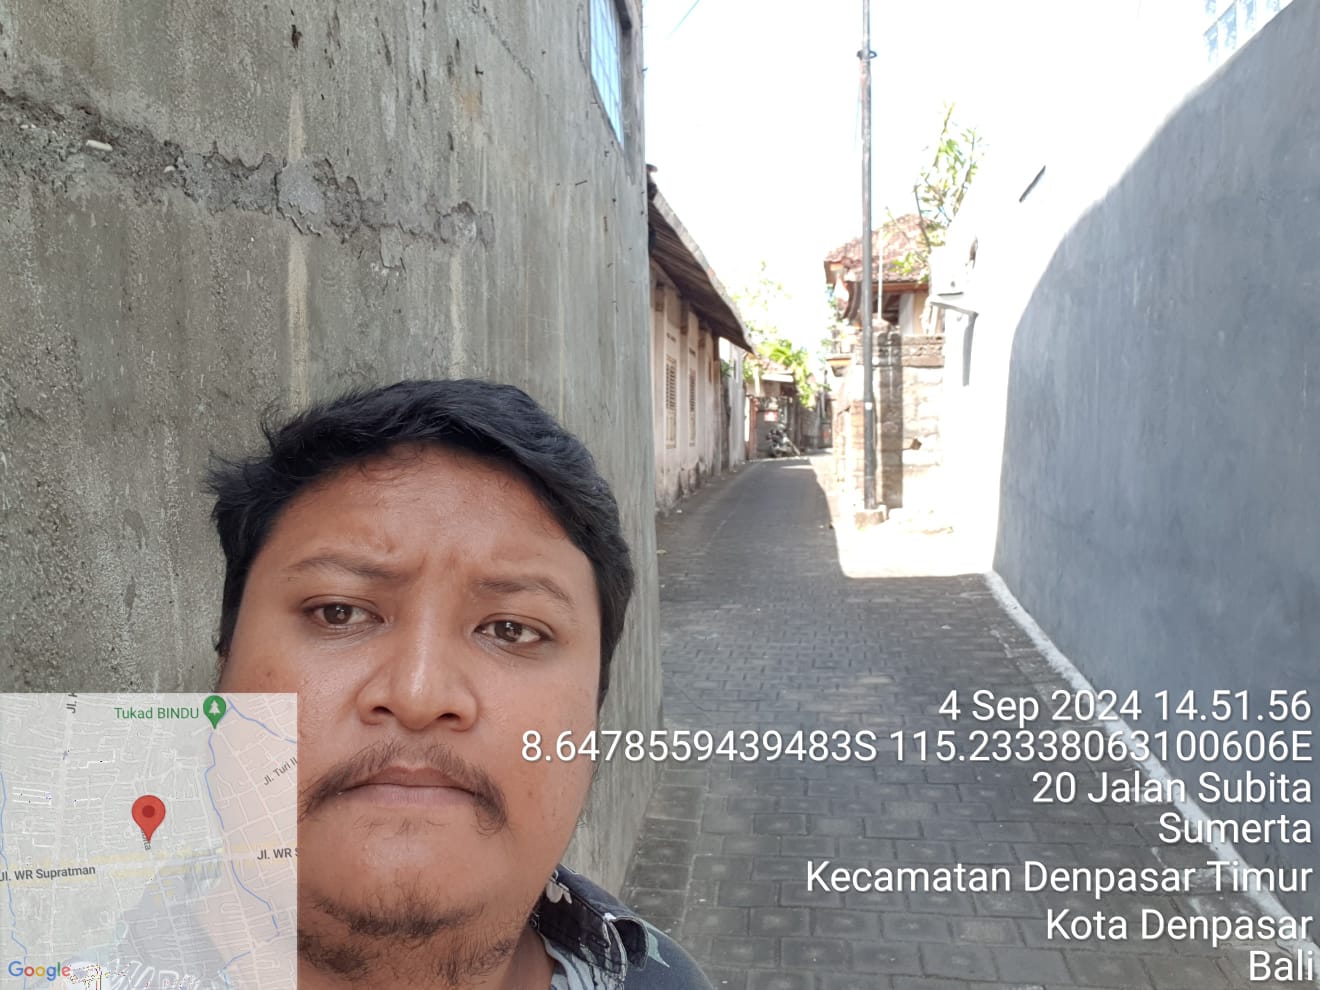 4 Sep 2024 14.51.56
8.6478559439483S 115.23338063100606E
20 Jalan Subita
Sumerta
Kecamatan Denpasar Timur
Kota Denpasar
Bali
Tukad BINDU
Jl. Turi
Jl. WR S
Jl. WR Supratman
Google